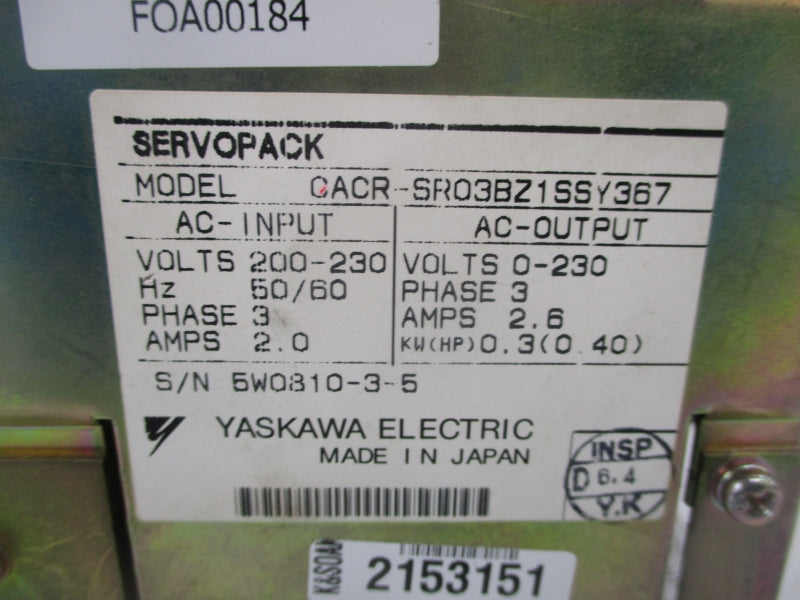 FOA00184
SERVOPACK
MODEL CACR-SR03BZ1SSY367
AC-INPUT AC-OUTPUT
VOLTS 200-230 VOLTS 0-230
Hz 50/60 PHASE 3
PHASE 3 AMPS 2.6
AMPS 2.0 KW(HP) 0.3(0.40)
S/N 5W0810-3-5
YASKAWA ELECTRIC
MADE IN JAPAN
INSP
D 6.4
Y.K
K&SOAN
2153151